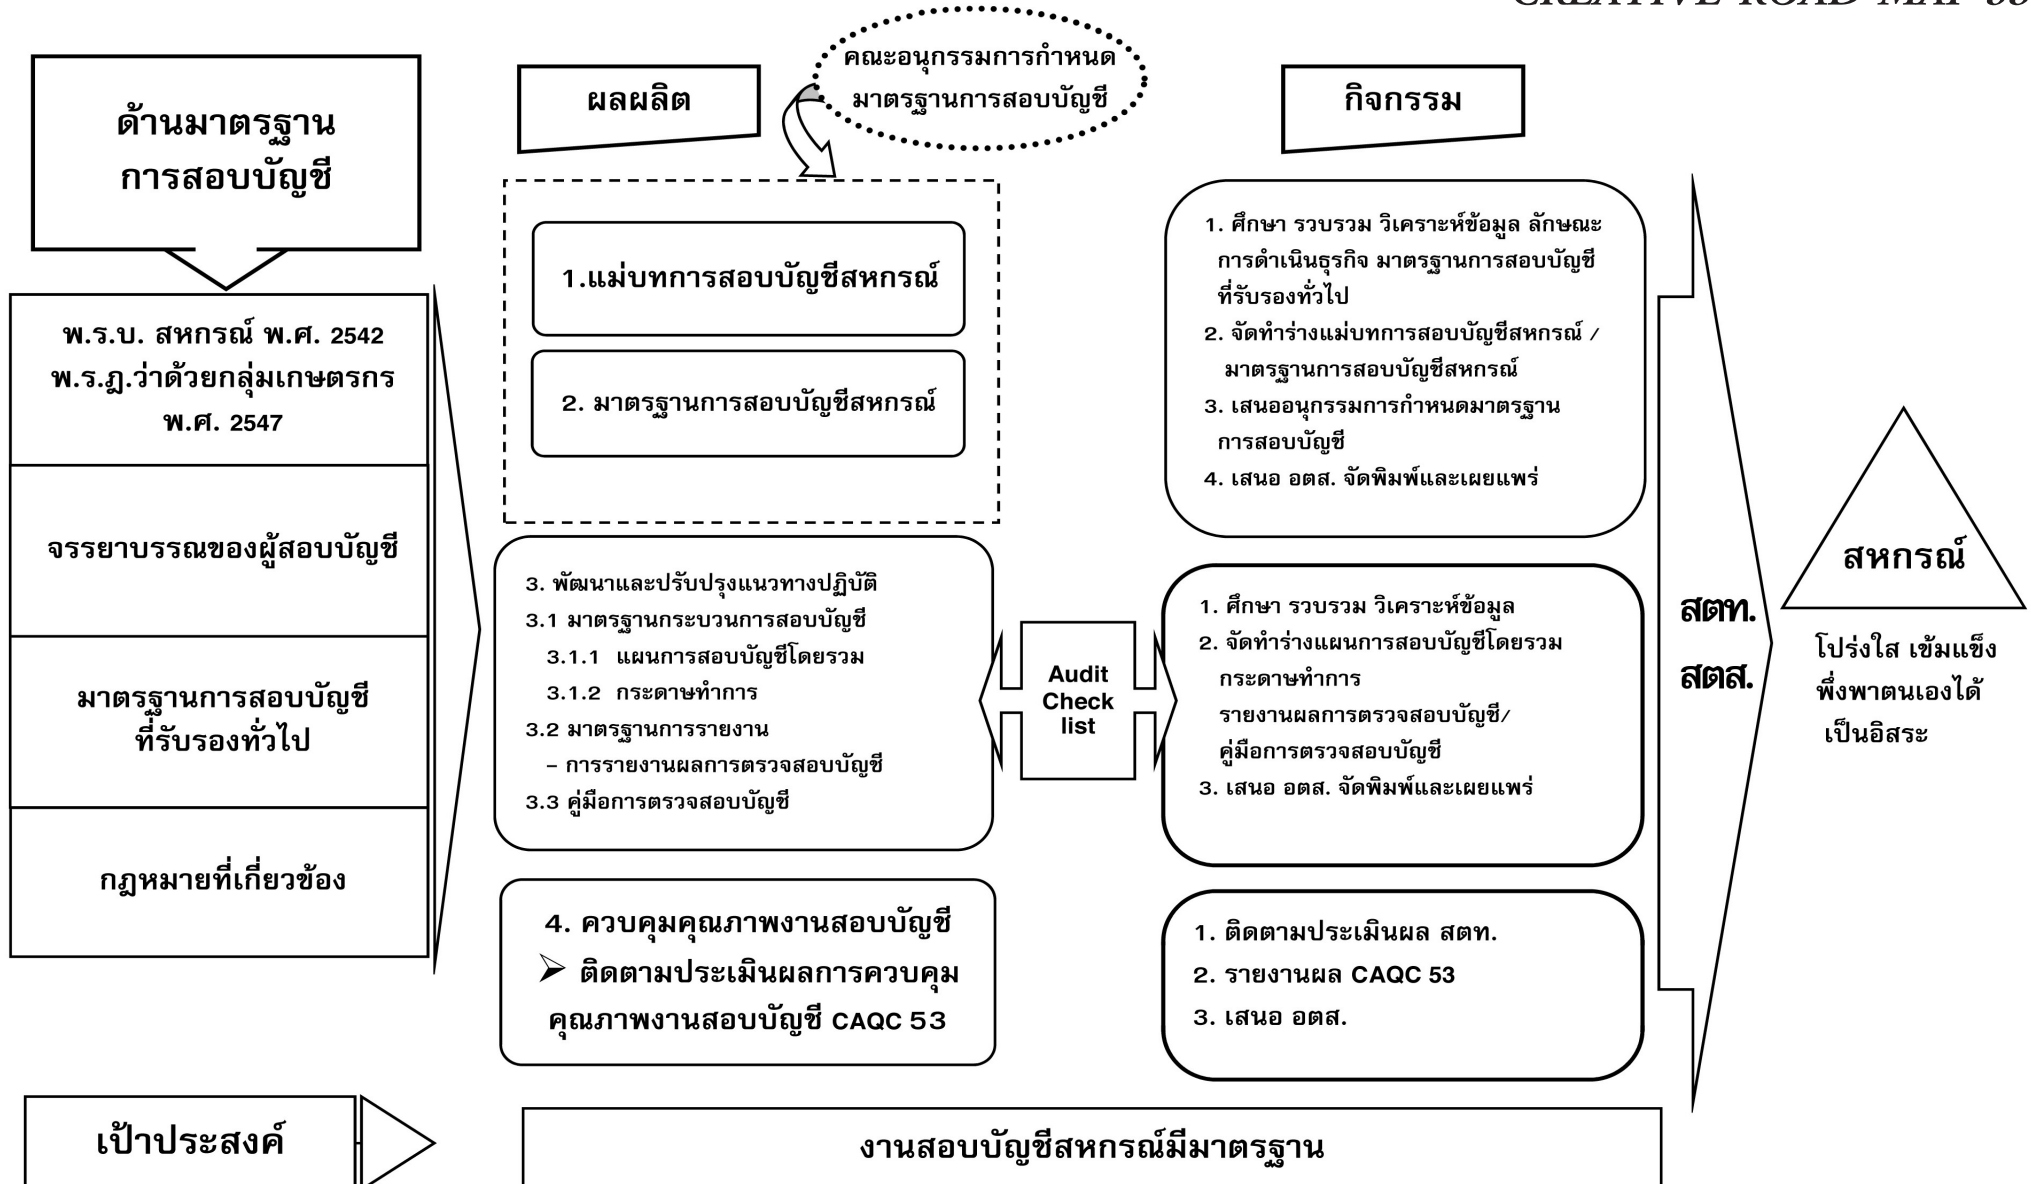 CREATIVE ROAD MAP 53
ด้านมาตรฐาน
การสอบบัญชี
ผลผลิต
คณะอนุกรรมการกำหนด
มาตรฐานการสอบบัญชี
กิจกรรม
พ.ร.บ. สหกรณ์ พ.ศ. 2542
พ.ร.ฎ.ว่าด้วยกลุ่มเกษตรกร
พ.ศ. 2547
จรรยาบรรณของผู้สอบบัญชี
มาตรฐานการสอบบัญชี
ที่รับรองทั่วไป
กฎหมายที่เกี่ยวข้อง
1.แม่บทการสอบบัญชีสหกรณ์
2. มาตรฐานการสอบบัญชีสหกรณ์
3. พัฒนาและปรับปรุงแนวทางปฏิบัติ
3.1 มาตรฐานกระบวนการสอบบัญชี
3.1.1 แผนการสอบบัญชีโดยรวม
3.1.2 กระดาษทำการ
3.2 มาตรฐานการรายงาน
– การรายงานผลการตรวจสอบบัญชี
3.3 คู่มือการตรวจสอบบัญชี
4. ควบคุมคุณภาพงานสอบบัญชี
➢ ติดตามประเมินผลการควบคุม
คุณภาพงานสอบบัญชี CAQC 53
Audit
Check
list
1. ศึกษา รวบรวม วิเคราะห์ข้อมูล ลักษณะ
การดำเนินธุรกิจ มาตรฐานการสอบบัญชี
ที่รับรองทั่วไป
2. จัดทำร่างแม่บทการสอบบัญชีสหกรณ์ /
มาตรฐานการสอบบัญชีสหกรณ์
3. เสนออนุกรรมการกำหนดมาตรฐาน
การสอบบัญชี
4. เสนอ อตส. จัดพิมพ์และเผยแพร่
1. ศึกษา รวบรวม วิเคราะห์ข้อมูล
2. จัดทำร่างแผนการสอบบัญชีโดยรวม
กระดาษทำการ
รายงานผลการตรวจสอบบัญชี/
คู่มือการตรวจสอบบัญชี
3. เสนอ อตส. จัดพิมพ์และเผยแพร่
1. ติดตามประเมินผล สตท.
2. รายงานผล CAQC 53
3. เสนอ อตส.
สตท.
สตส.
สหกรณ์
โปร่งใส เข้มแข็ง
พึ่งพาตนเองได้
เป็นอิสระ
เป้าประสงค์
งานสอบบัญชีสหกรณ์มีมาตรฐาน